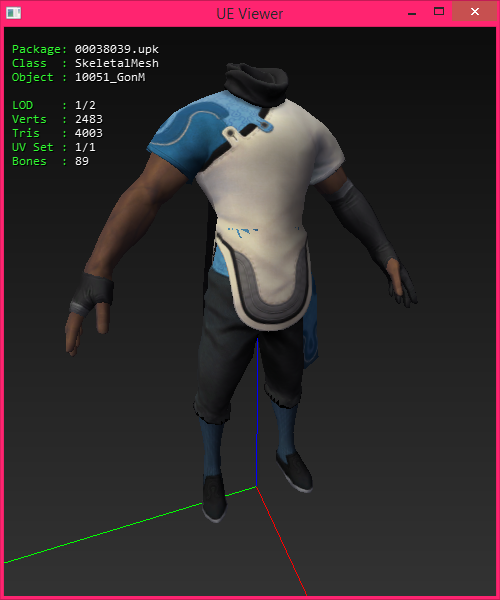 UE Viewer
Package: 00038039.upk
Class : SkeletalMesh
Object : 10051_GonM
LOD : 1/2
Verts : 2483
Tris : 4003
UV Set : 1/1
Bones : 89